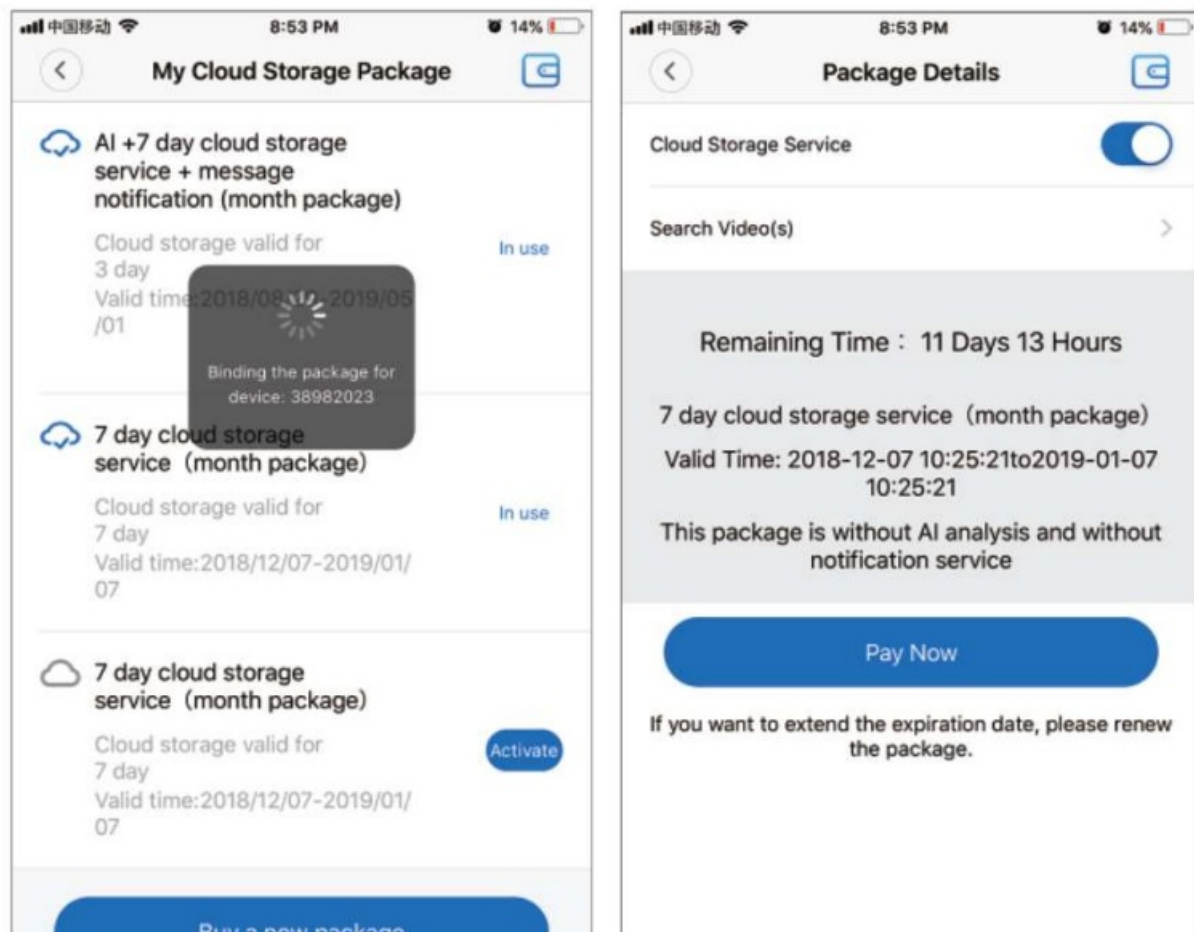 中国移动 8:53 PM 14%
My Cloud Storage Package
AI +7 day cloud storage
service + message
notification (month package)
Cloud storage valid for
3 day
In use
Valid time:2018/08/ -2019/05
/01
Binding the package for
device: 38982023
7 day cloud storage
service（month package）
Cloud storage valid for
7 day
In use
Valid time:2018/12/07-2019/01/
07
7 day cloud storage
service（month package）
Cloud storage valid for
7 day
Activate
Valid time:2018/12/07-2019/01/
07
Buy a new package
中国移动 8:53 PM 14%
Package Details
Cloud Storage Service
Search Video(s)
Remaining Time： 11 Days 13 Hours
7 day cloud storage service（month package）
Valid Time: 2018-12-07 10:25:21to2019-01-07
10:25:21
This package is without AI analysis and without
notification service
Pay Now
If you want to extend the expiration date, please renew
the package.